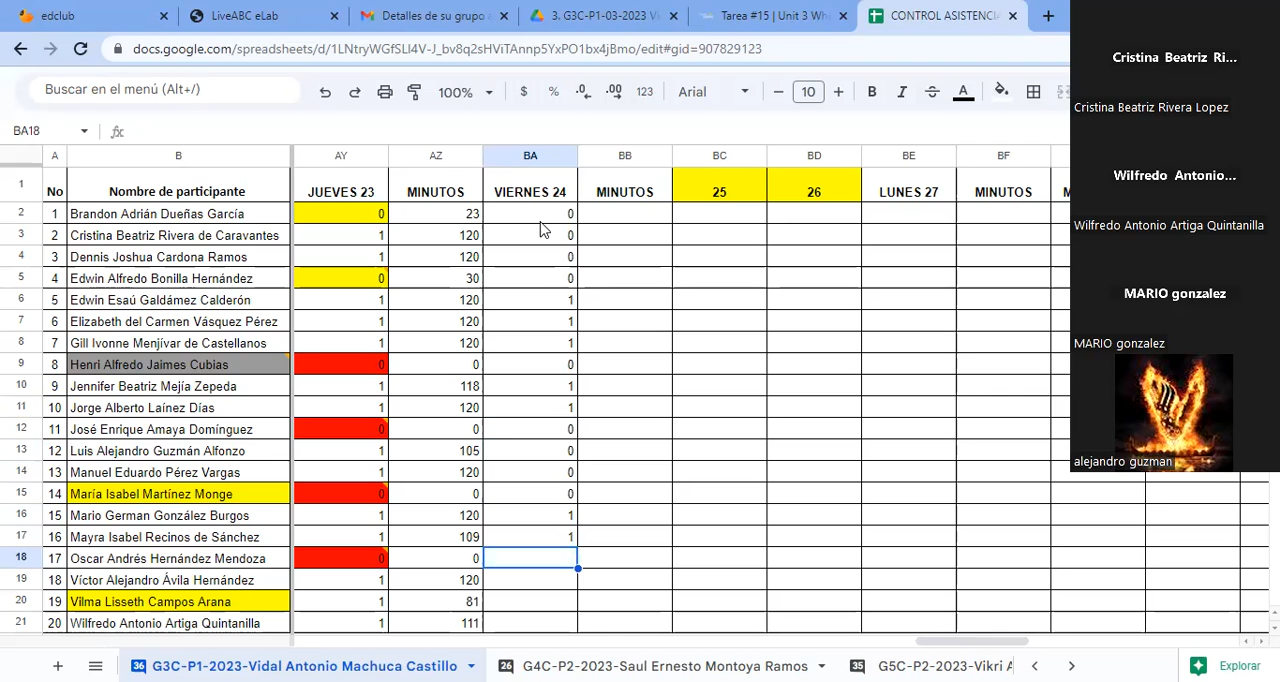 edclub
LiveABC eLab
Detalles de su grupo
3. G3C-P1-03-2023 Vi
Tarea #15 | Unit 3 Whe
CONTROL ASISTENCIA
docs.google.com/spreadsheets/d/1LNtryWGfSLl4V-J_bv8q2sHViTAnnp5YxPO1bx4jBmo/edit#gid=907829123
Buscar en el menú (Alt+/)
100% $ % .0 .00 123 Arial 10 B I A
BA18 fx
A B AY AZ BA BB BC BD BE BF
1 No Nombre de participante JUEVES 23 MINUTOS VIERNES 24 MINUTOS 25 26 LUNES 27 MINUTOS
2 1 Brandon Adrián Dueñas García 0 23 0
3 2 Cristina Beatriz Rivera de Caravantes 1 120 0
4 3 Dennis Joshua Cardona Ramos 1 120 0
5 4 Edwin Alfredo Bonilla Hernández 0 30 0
6 5 Edwin Esaú Galdámez Calderón 1 120 1
7 6 Elizabeth del Carmen Vásquez Pérez 1 120 1
8 7 Gill Ivonne Menjívar de Castellanos 1 120 1
9 8 Henri Alfredo Jaimes Cubias 0 0 0
10 9 Jennifer Beatriz Mejía Zepeda 1 118 1
11 10 Jorge Alberto Laínez Días 1 120 1
12 11 José Enrique Amaya Domínguez 0 0 0
13 12 Luis Alejandro Guzmán Alfonzo 1 105 0
14 13 Manuel Eduardo Pérez Vargas 1 120 0
15 14 María Isabel Martínez Monge 0 0 0
16 15 Mario German González Burgos 1 120 1
17 16 Mayra Isabel Recinos de Sánchez 1 109 1
18 17 Oscar Andrés Hernández Mendoza 0 0
19 18 Víctor Alejandro Ávila Hernández 1 120
20 19 Vilma Lisseth Campos Arana 1 81
21 20 Wilfredo Antonio Artiga Quintanilla 1 111
36 G3C-P1-2023-Vidal Antonio Machuca Castillo
26 G4C-P2-2023-Saul Ernesto Montoya Ramos
35 G5C-P2-2023-Vikri
Explorar
Cristina Beatriz Ri...
Cristina Beatriz Rivera Lopez
Wilfredo Antonio...
Wilfredo Antonio Artiga Quintanilla
MARIO gonzalez
MARIO gonzalez
alejandro guzman